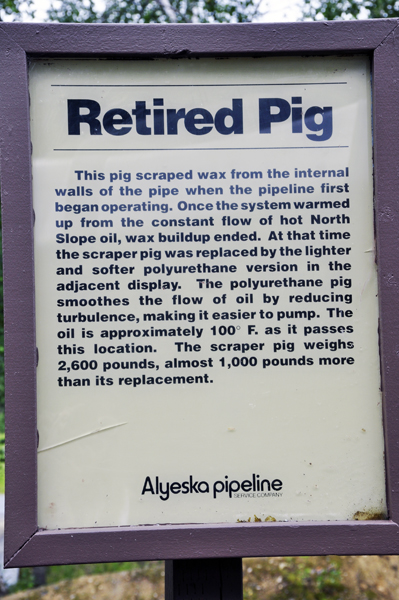 Retired Pig
This pig scraped wax from the internal
walls of the pipe when the pipeline first
began operating. Once the system warmed
up from the constant flow of hot North
Slope oil, wax buildup ended. At that time
the scraper pig was replaced by the lighter
and softer polyurethane version in the
adjacent display. The polyurethane pig
smoothes the flow of oil by reducing
turbulence, making it easier to pump. The
oil is approximately 100° F. as it passes
this location. The scraper pig weighs
2,600 pounds, almost 1,000 pounds more
than its replacement.
Alyeska pipeline
SERVICE COMPANY